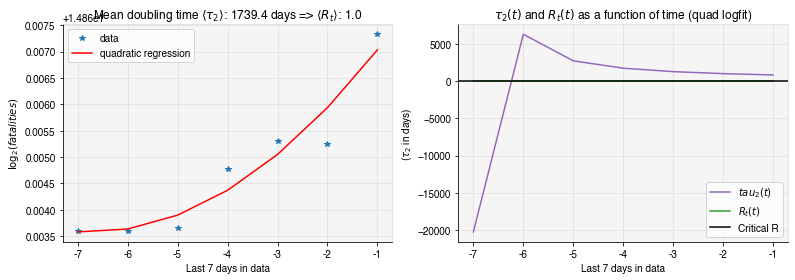 Mean doubling time ⟨τ₂⟩: 1739.4 days => ⟨Rₜ⟩: 1.0
0.0075
0.0070
0.0065
0.0060
0.0055
0.0050
0.0045
0.0040
0.0035
log₂(fatalities)
data
quadratic regression
-7 -6 -5 -4 -3 -2 -1
Last 7 days in data
τ₂(t) and Rₜ(t) as a function of time (quad logfit)
5000
0
−5000
−10000
−15000
−20000
(τ₂ in days)
tau₂(t)
Rₜ(t)
Critical R
-7 -6 -5 -4 -3 -2 -1
Last 7 days in data